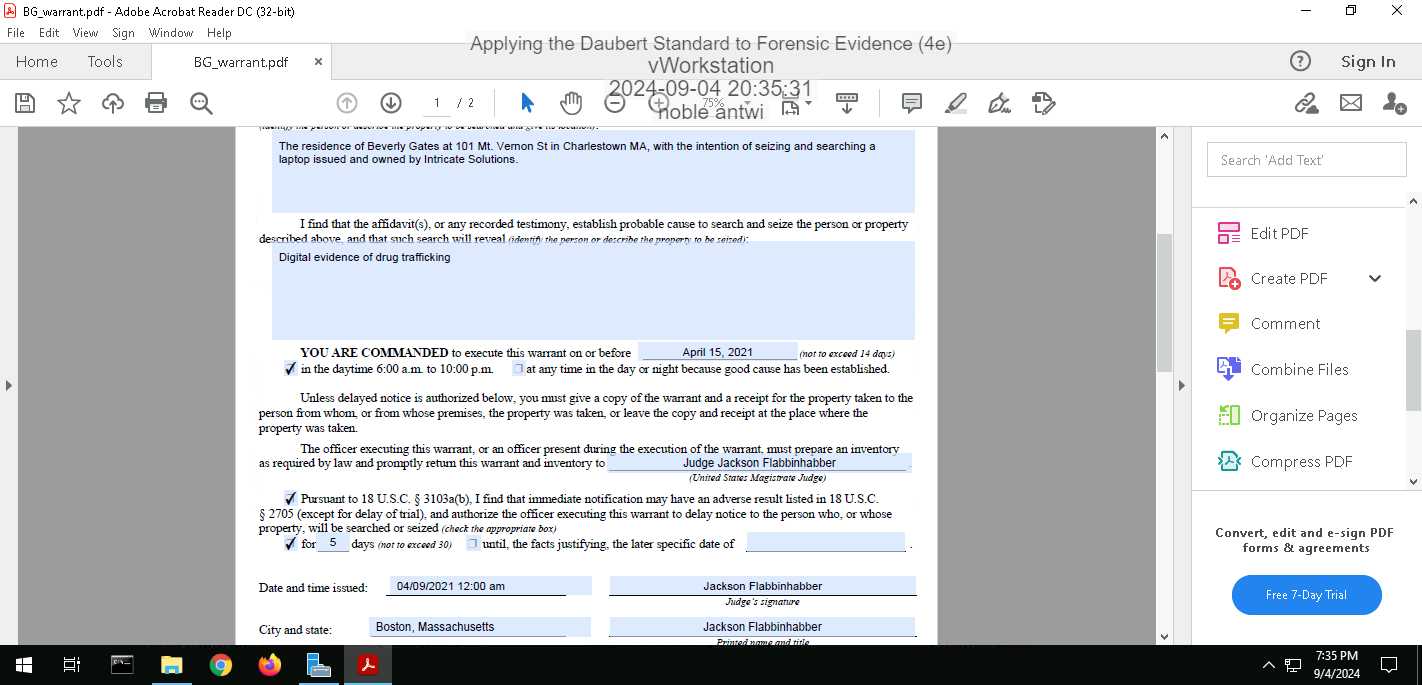 BG_warrant.pdf - Adobe Acrobat Reader DC (32-bit)
File Edit View Sign Window Help
Applying the Daubert Standard to Forensic Evidence (4e)
vWorkstation
2024-09-04 20:35:31
noble antwi
Home Tools BG_warrant.pdf × Sign In
1 / 2 75%
(identify the person or describe the property to be searched and give its location):
The residence of Beverly Gates at 101 Mt. Vernon St in Charlestown MA, with the intention of seizing and searching a
laptop issued and owned by Intricate Solutions.
I find that the affidavit(s), or any recorded testimony, establish probable cause to search and seize the person or property
described above, and that such search will reveal (identify the person or describe the property to be seized):
Digital evidence of drug trafficking
YOU ARE COMMANDED to execute this warrant on or before April 15, 2021 (not to exceed 14 days)
in the daytime 6:00 a.m. to 10:00 p.m. at any time in the day or night because good cause has been established.
Unless delayed notice is authorized below, you must give a copy of the warrant and a receipt for the property taken to the
person from whom, or from whose premises, the property was taken, or leave the copy and receipt at the place where the
property was taken.
The officer executing this warrant, or an officer present during the execution of the warrant, must prepare an inventory
as required by law and promptly return this warrant and inventory to Judge Jackson Flabbinhabber .
(United States Magistrate Judge)
Pursuant to 18 U.S.C. § 3103a(b), I find that immediate notification may have an adverse result listed in 18 U.S.C.
§ 2705 (except for delay of trial), and authorize the officer executing this warrant to delay notice to the person who, or whose
property, will be searched or seized (check the appropriate box)
for 5 days (not to exceed 30) until, the facts justifying, the later specific date of .
Date and time issued: 04/09/2021 12:00 am Jackson Flabbinhabber
Judge's signature
City and state: Boston, Massachusetts Jackson Flabbinhabber
Printed name and title
Search 'Add Text'
Edit PDF
Create PDF
Comment
Combine Files
Organize Pages
Compress PDF
Convert, edit and e-sign PDF
forms & agreements
Free 7-Day Trial
7:35 PM
9/4/2024